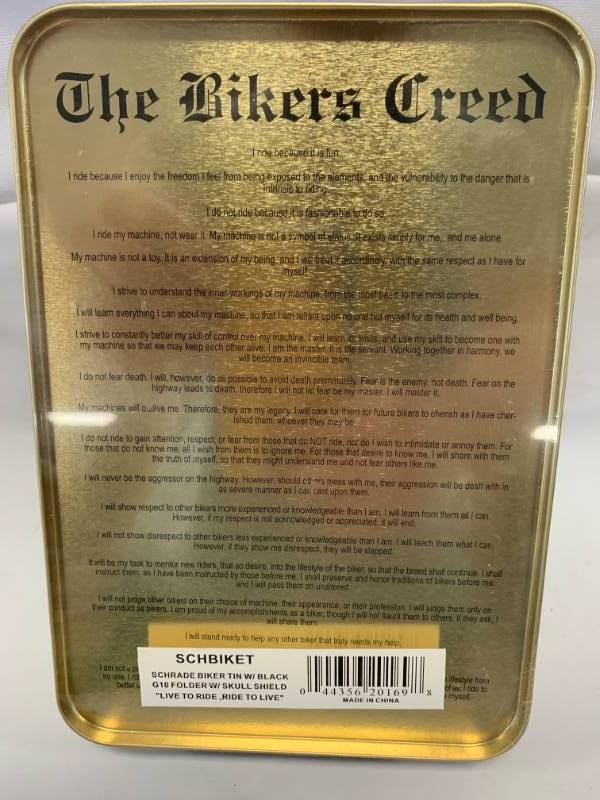 The Bikers Creed
I ride because it is fun.
I ride because I enjoy the freedom I feel from being exposed to the elements, and the vulnerability to the danger that is
intrinsic to riding.
I do not ride because it is fashionable to do so.
I ride my machine, not wear it. My machine is not a symbol of status. It exists simply for me, and me alone.
My machine is not a toy. It is an extension of my being, and I will treat it accordingly, with the same respect as I have for
myself.
I strive to understand the inner-workings of my machine, from the most basic to the most complex.
I will learn everything I can about my machine, so that I am reliant upon no one but myself for its health and well being.
I strive to constantly better my skill of control over my machine. I will learn its limits, and use my skill to become one with
my machine so that we may keep each other alive. I am the master, it is the servant. Working together in harmony, we
will become an invincible team.
I do not fear death. I will, however, do all possible to avoid death prematurely. Fear is the enemy, not death. Fear on the
highway leads to death, therefore I will not let fear be my master. I will master it.
My machines will outlive me. Therefore, they are my legacy. I will care for them for future bikers to cherish as I have cher-
ished them, whoever they may be.
I do not ride to gain attention, respect, or fear from those that do NOT ride, nor do I wish to intimidate or annoy them. For
those that do not know me, all I wish from them is to ignore me. For those that desire to know me, I will share with them
the truth of myself, so that they might understand me and not fear others like me.
I will never be the aggressor on the highway. However, should others mess with me, their aggression will be dealt with in
as severe manner as I can cast upon them.
I will show respect to other bikers more experienced or knowledgeable than I am. I will learn from them all I can.
However, if my respect is not acknowledged or appreciated, it will end.
I will not show disrespect to other bikers less experienced or knowledgeable than I am. I will teach them what I can.
However, if they show me disrespect, they will be slapped.
It will be my task to mentor new riders, that so desire, into the lifestyle of the biker, so that the breed shall continue. I shall
instruct them, as I have been instructed by those before me. I shall preserve and honor traditions of bikers before me,
and I will pass them on unaltered.
I will not judge other bikers on their choice of machine, their appearance, or their profession. I will judge them only on
their conduct as bikers. I am proud of my accomplishments as a biker, though I will not flaunt them to others. If they ask, I
will share them.
I will stand ready to help any other biker that truly needs my help.
I am not
lifestyle from
no one
I ride to
better
myself.
SCHBIKET
SCHRADE BIKER TIN W/ BLACK
G10 FOLDER W/ SKULL SHIELD
"LIVE TO RIDE ,RIDE TO LIVE"
0 44356 20169 8
MADE IN CHINA